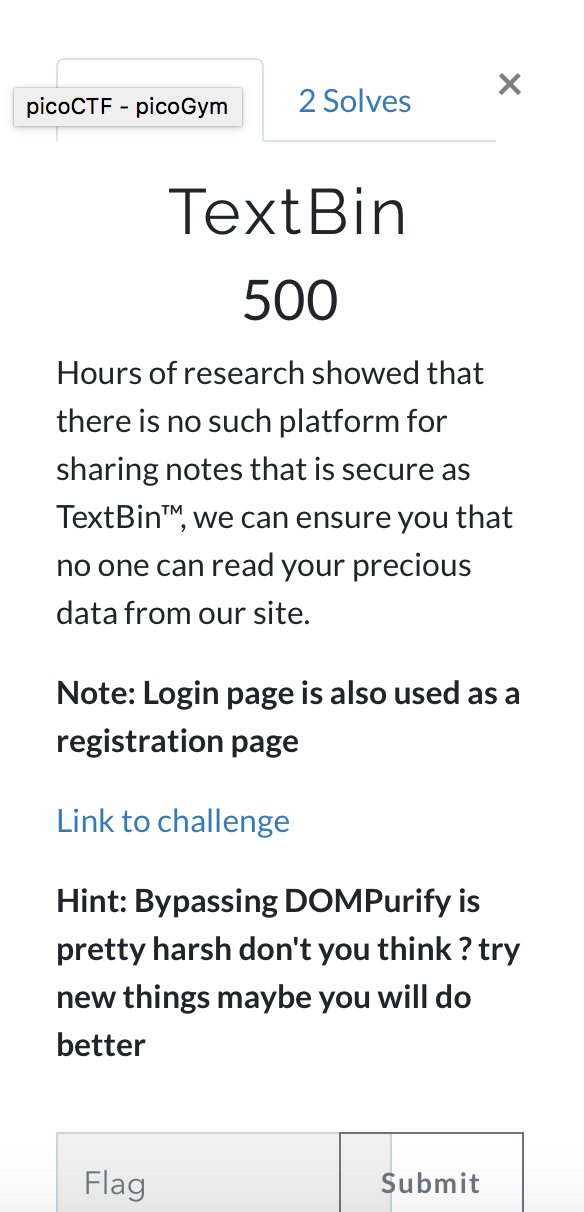 picoCTF - picoGym
2 Solves
×
TextBin
500
Hours of research showed that
there is no such platform for
sharing notes that is secure as
TextBin™, we can ensure you that
no one can read your precious
data from our site.
Note: Login page is also used as a
registration page
Link to challenge
Hint: Bypassing DOMPurify is
pretty harsh don't you think ? try
new things maybe you will do
better
Flag
Submit